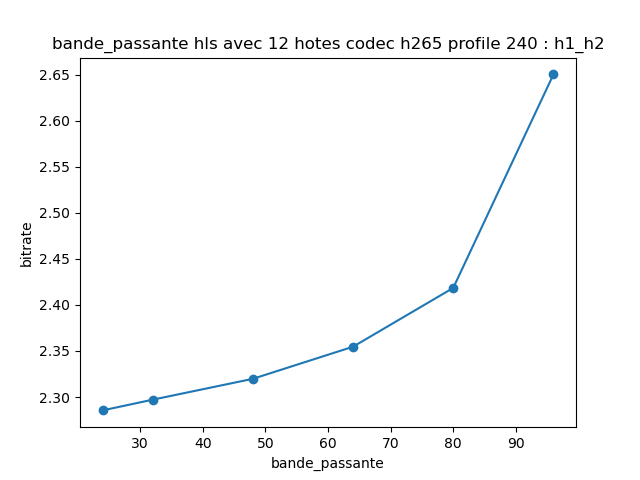 bande_passante hls avec 12 hotes codec h265 profile 240 : h1_h2
2.65
2.60
2.55
2.50
2.45
2.40
2.35
2.30
bitrate
30 40 50 60 70 80 90
bande_passante